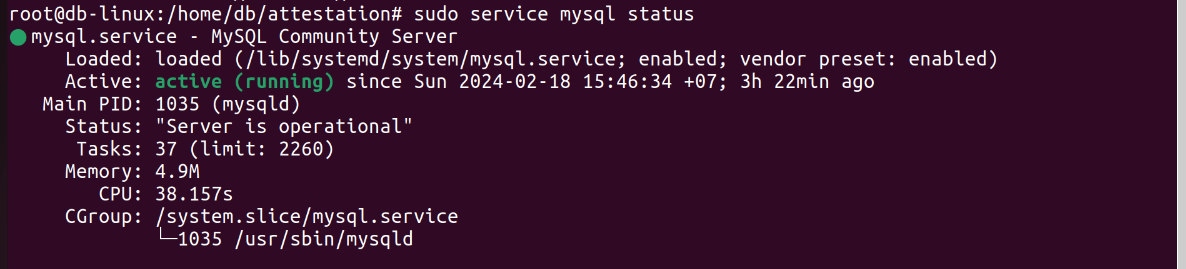 root@db-linux:/home/db/attestation# sudo service mysql status
● mysql.service - MySQL Community Server
     Loaded: loaded (/lib/systemd/system/mysql.service; enabled; vendor preset: enabled)
     Active: active (running) since Sun 2024-02-18 15:46:34 +07; 3h 22min ago
   Main PID: 1035 (mysqld)
     Status: "Server is operational"
      Tasks: 37 (limit: 2260)
     Memory: 4.9M
        CPU: 38.157s
     CGroup: /system.slice/mysql.service
             └─1035 /usr/sbin/mysqld